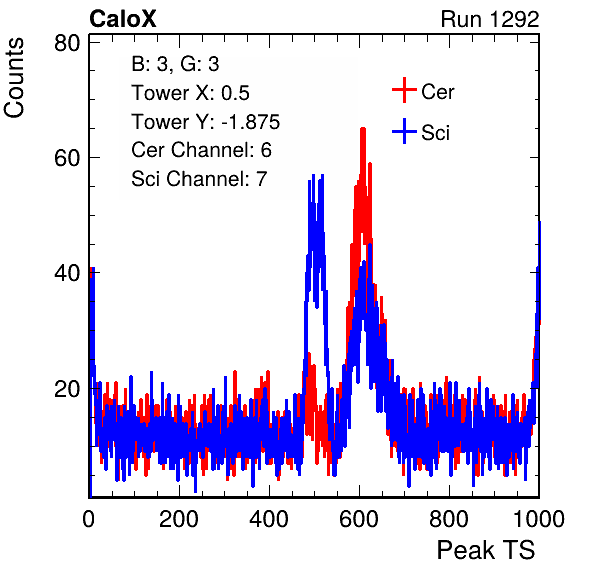 CaloX Run 1292
Counts
80
60
40
20
B: 3, G: 3
Tower X: 0.5
Tower Y: -1.875
Cer Channel: 6
Sci Channel: 7
Cer
Sci
0 200 400 600 800 1000
Peak TS